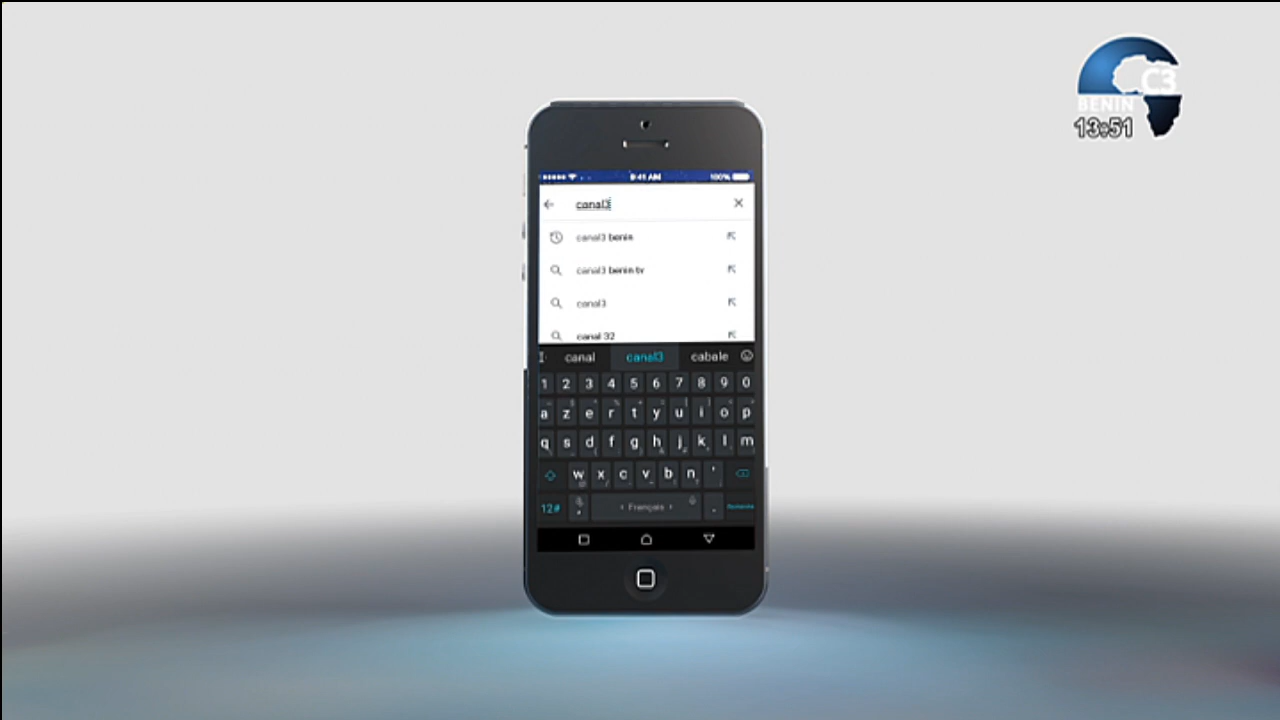 C3
BENIN
13:51
9:41 AM 100%
canal3
canal3 benin
canal3 benin tv
canal3
canal 32
canal canal3 cabale
1 2 3 4 5 6 7 8 9 0
a z e r t y u i o p
q s d f g h j k l m
w x c v b n '
12# , Français . Recherche